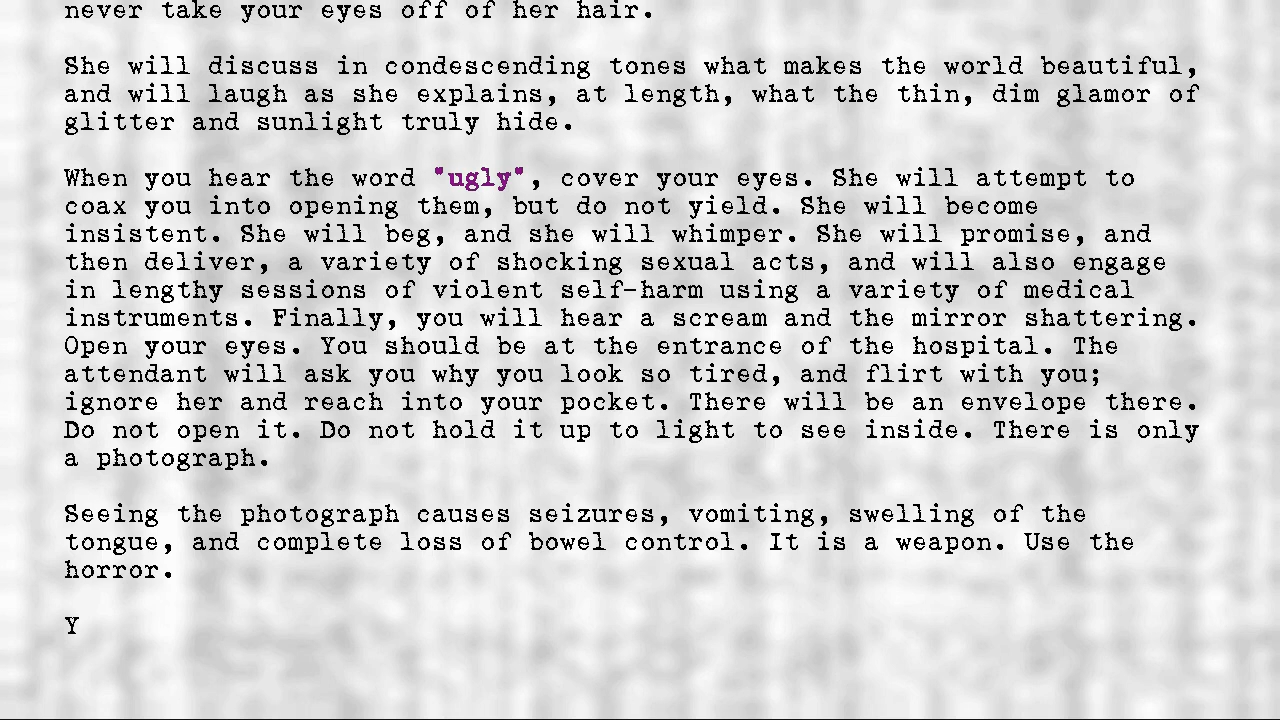 never take your eyes off of her hair.
She will discuss in condescending tones what makes the world beautiful,
and will laugh as she explains, at length, what the thin, dim glamor of
glitter and sunlight truly hide.
When you hear the word "ugly", cover your eyes. She will attempt to
coax you into opening them, but do not yield. She will become
insistent. She will beg, and she will whimper. She will promise, and
then deliver, a variety of shocking sexual acts, and will also engage
in lengthy sessions of violent self-harm using a variety of medical
instruments. Finally, you will hear a scream and the mirror shattering.
Open your eyes. You should be at the entrance of the hospital. The
attendant will ask you why you look so tired, and flirt with you;
ignore her and reach into your pocket. There will be an envelope there.
Do not open it. Do not hold it up to light to see inside. There is only
a photograph.
Seeing the photograph causes seizures, vomiting, swelling of the
tongue, and complete loss of bowel control. It is a weapon. Use the
horror.
Y